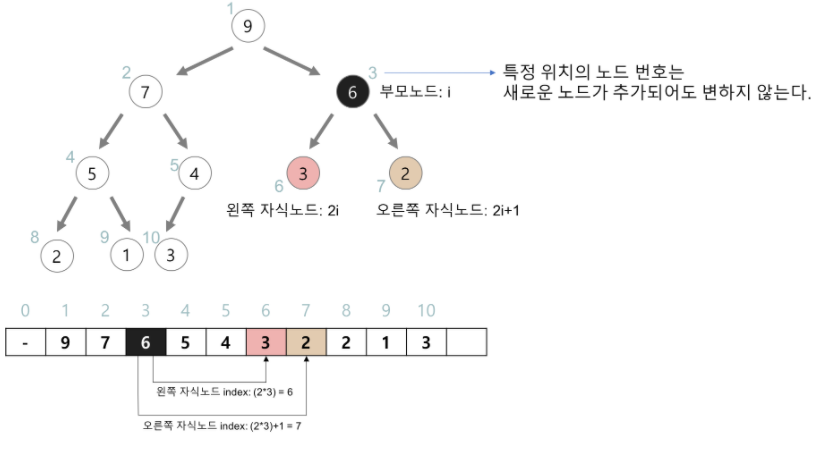 1
9
2
7
3
6
부모노드: i
특정 위치의 노드 번호는
새로운 노드가 추가되어도 변하지 않는다.
4
5
5
4
6
3
7
2
왼쪽 자식노드: 2i
오른쪽 자식노드: 2i+1
8
2
9
1
10
3
0 1 2 3 4 5 6 7 8 9 10
- 9 7 6 5 4 3 2 2 1 3
왼쪽 자식노드 index: (2*3) = 6
오른쪽 자식노드 index: (2*3)+1 = 7